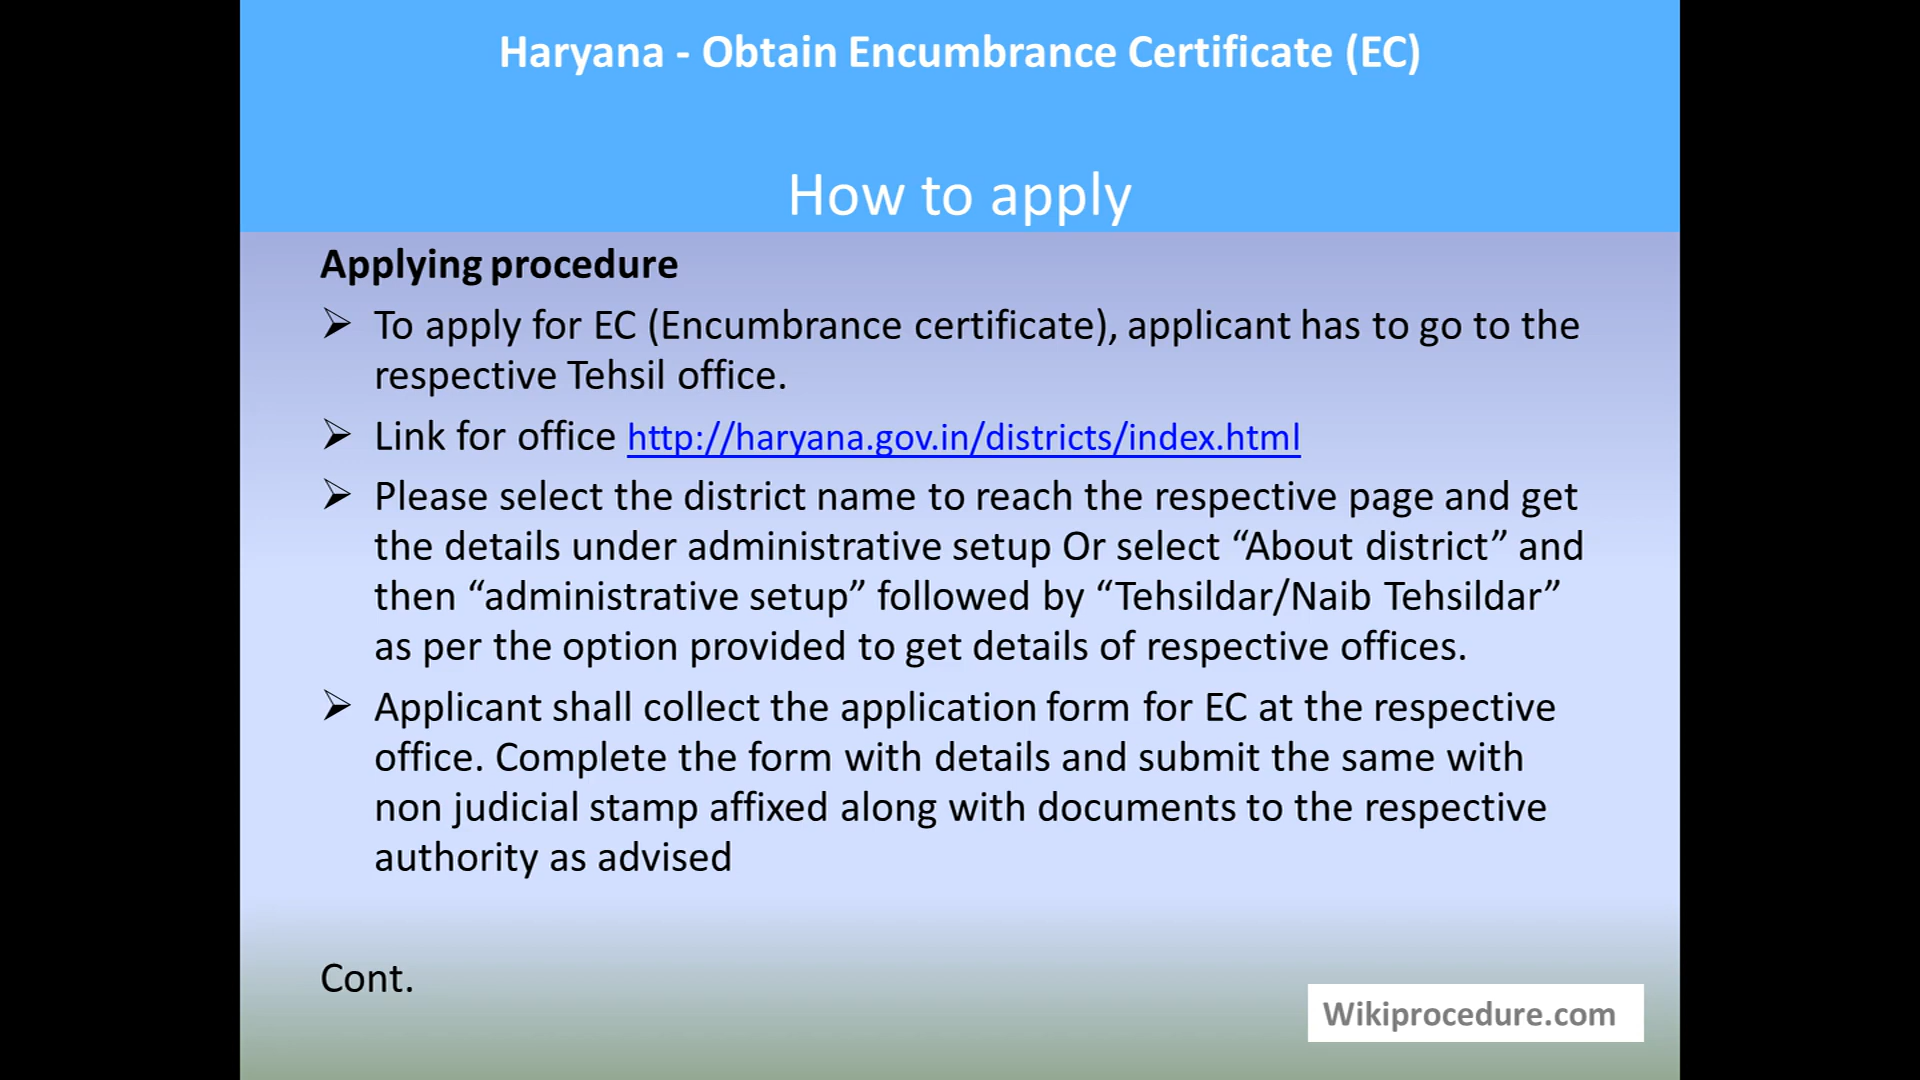 Haryana - Obtain Encumbrance Certificate (EC)
How to apply
Applying procedure
To apply for EC (Encumbrance certificate), applicant has to go to the
respective Tehsil office.
Link for office http://haryana.gov.in/districts/index.html
Please select the district name to reach the respective page and get
the details under administrative setup Or select “About district” and
then “administrative setup” followed by “Tehsildar/Naib Tehsildar”
as per the option provided to get details of respective offices.
Applicant shall collect the application form for EC at the respective
office. Complete the form with details and submit the same with
non judicial stamp affixed along with documents to the respective
authority as advised
Cont.
Wikiprocedure.com